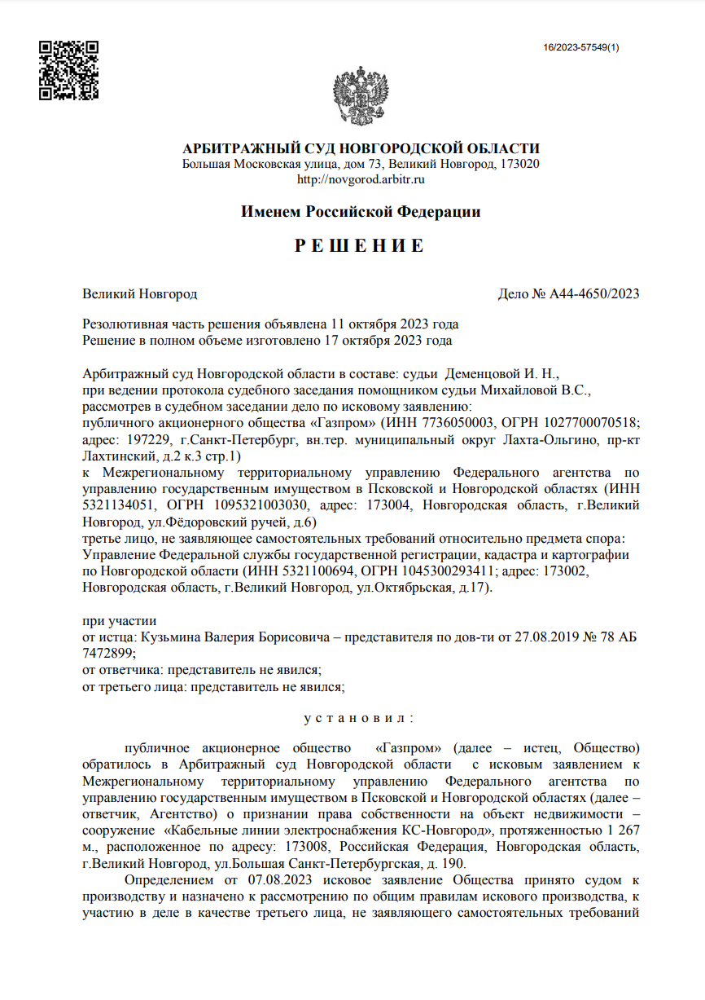 16/2023-57549(1)
АРБИТРАЖНЫЙ СУД НОВГОРОДСКОЙ ОБЛАСТИ
Большая Московская улица, дом 73, Великий Новгород, 173020
http://novgorod.arbitr.ru
Именем Российской Федерации
Р Е Ш Е Н И Е
Великий Новгород Дело № А44-4650/2023
Резолютивная часть решения объявлена 11 октября 2023 года
Решение в полном объеме изготовлено 17 октября 2023 года
Арбитражный суд Новгородской области в составе: судьи Деменцовой И. Н.,
при ведении протокола судебного заседания помощником судьи Михайловой В.С.,
рассмотрев в судебном заседании дело по исковому заявлению:
публичного акционерного общества «Газпром» (ИНН 7736050003, ОГРН 1027700070518;
адрес: 197229, г.Санкт-Петербург, вн.тер. муниципальный округ Лахта-Ольгино, пр-кт
Лахтинский, д.2 к.3 стр.1)
к Межрегиональному территориальному управлению Федерального агентства по
управлению государственным имуществом в Псковской и Новгородской областях (ИНН
5321134051, ОГРН 1095321003030, адрес: 173004, Новгородская область, г.Великий
Новгород, ул.Фёдоровский ручей, д.6)
третье лицо, не заявляющее самостоятельных требований относительно предмета спора:
Управление Федеральной службы государственной регистрации, кадастра и картографии
по Новгородской области (ИНН 5321100694, ОГРН 1045300293411; адрес: 173002,
Новгородская область, г.Великий Новгород, ул.Октябрьская, д.17).
при участии
от истца: Кузьмина Валерия Борисовича – представителя по дов-ти от 27.08.2019 № 78 АБ
7472899;
от ответчика: представитель не явился;
от третьего лица: представитель не явился;
у с т а н о в и л :
публичное акционерное общество «Газпром» (далее – истец, Общество)
обратилось в Арбитражный суд Новгородской области с исковым заявлением к
Межрегиональному территориальному управлению Федерального агентства по
управлению государственным имуществом в Псковской и Новгородской областях (далее –
ответчик, Агентство) о признании права собственности на объект недвижимости –
сооружение «Кабельные линии электроснабжения КС-Новгород», протяженностью 1 267
м., расположенное по адресу: 173008, Российская Федерация, Новгородская область,
г.Великий Новгород, ул.Большая Санкт-Петербургская, д. 190.
Определением от 07.08.2023 исковое заявление Общества принято судом к
производству и назначено к рассмотрению по общим правилам искового производства, к
участию в деле в качестве третьего лица, не заявляющего самостоятельных требований